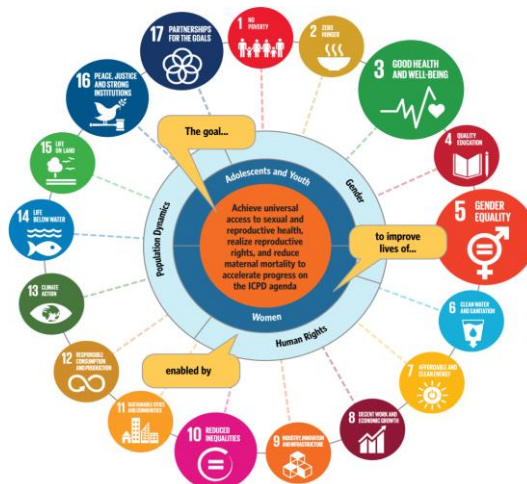 1 NO
POVERTY
2 ZERO
HUNGER
3 GOOD HEALTH
AND WELL-BEING
4 QUALITY
EDUCATION
5 GENDER
EQUALITY
6 CLEAN WATER
AND SANITATION
7 AFFORDABLE AND
CLEAN ENERGY
8 DECENT WORK AND
ECONOMIC GROWTH
9 INDUSTRY, INNOVATION
AND INFRASTRUCTURE
10 REDUCED
INEQUALITIES
11 SUSTAINABLE CITIES
AND COMMUNITIES
12 RESPONSIBLE
CONSUMPTION
AND PRODUCTION
13 CLIMATE
ACTION
14 LIFE
BELOW WATER
15 LIFE
ON LAND
16 PEACE, JUSTICE
AND STRONG
INSTITUTIONS
17 PARTNERSHIPS
FOR THE GOALS
The goal...
Adolescents and Youth
Gender
Population Dynamics
Achieve universal
access to sexual and
reproductive health,
realize reproductive
rights, and reduce
maternal mortality to
accelerate progress on
the ICPD agenda
to improve
lives of...
Women
Human Rights
enabled by